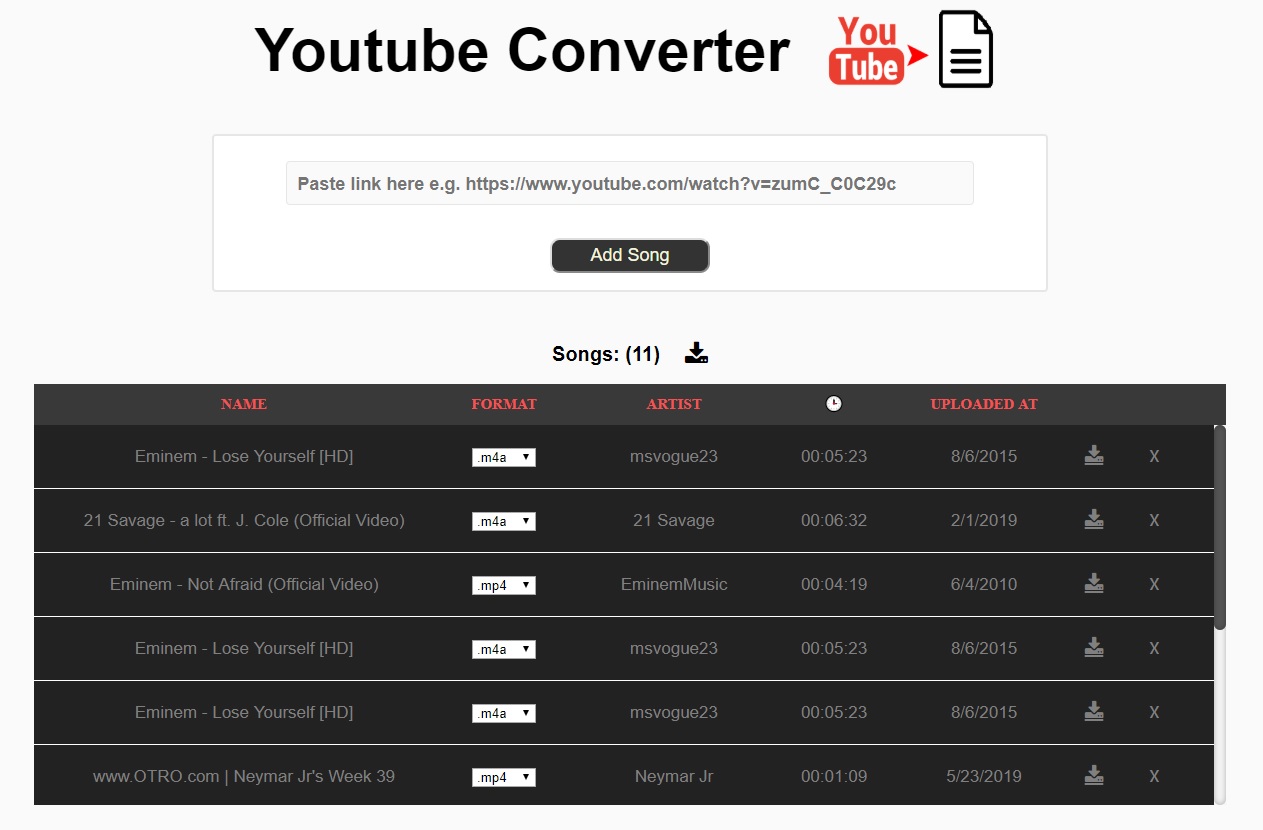 Youtube Converter
You
Tube
Paste link here e.g. https://www.youtube.com/watch?v=zumC_C0C29c
Add Song
Songs: (11)
NAME FORMAT ARTIST UPLOADED AT
Eminem - Lose Yourself [HD] .m4a msvogue23 00:05:23 8/6/2015 X
21 Savage - a lot ft. J. Cole (Official Video) .m4a 21 Savage 00:06:32 2/1/2019 X
Eminem - Not Afraid (Official Video) .mp4 EminemMusic 00:04:19 6/4/2010 X
Eminem - Lose Yourself [HD] .m4a msvogue23 00:05:23 8/6/2015 X
Eminem - Lose Yourself [HD] .m4a msvogue23 00:05:23 8/6/2015 X
www.OTRO.com | Neymar Jr's Week 39 .mp4 Neymar Jr 00:01:09 5/23/2019 X